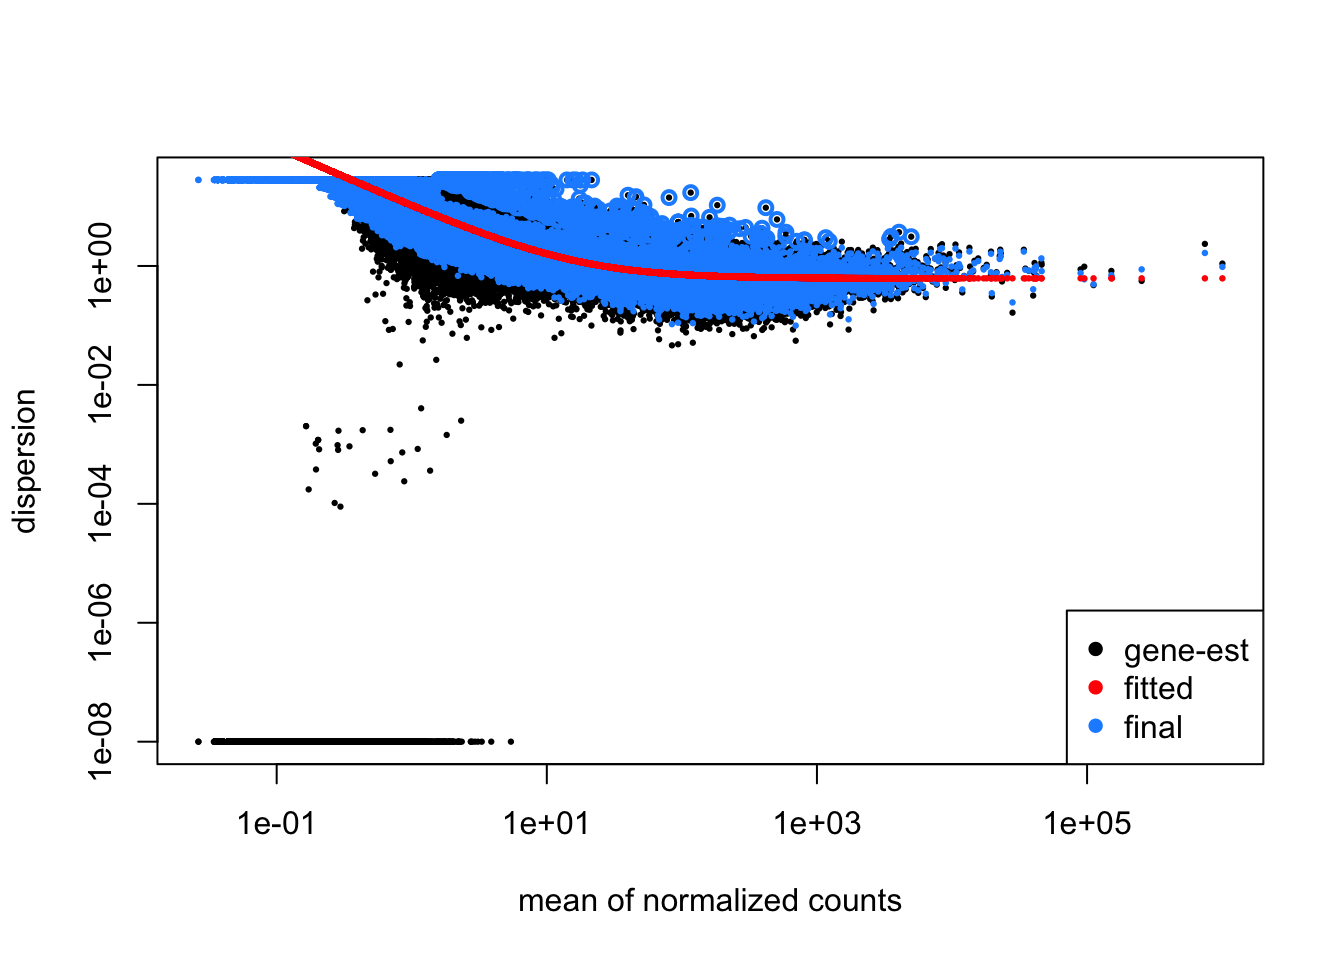 1e+00
1e-02
1e-04
1e-06
1e-08
dispersion
gene-est
fitted
final
1e-01
1e+01
1e+03
1e+05
mean of normalized counts